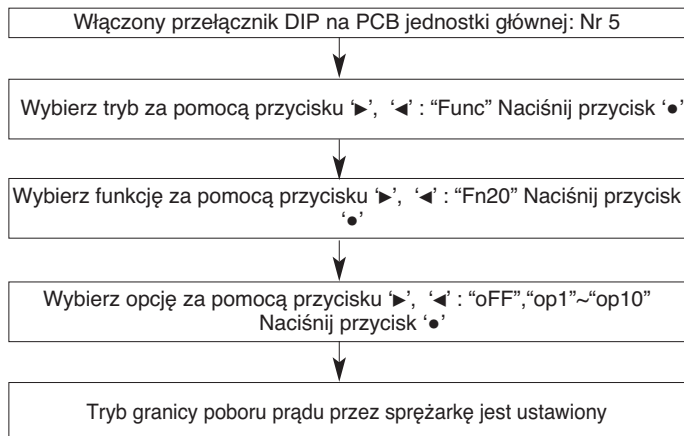 Włączony przełącznik DIP na PCB jednostki głównej: Nr 5
Wybierz tryb za pomocą przycisku ‘►’, ‘◄’ : “Func” Naciśnij przycisk ‘●’
Wybierz funkcję za pomocą przycisku ‘►’, ‘◄’ : “Fn20” Naciśnij przycisk
‘●’
Wybierz opcję za pomocą przycisku ‘►’, ‘◄’ : “oFF”,“op1”~“op10”
Naciśnij przycisk ‘●’
Tryb granicy poboru prądu przez sprężarkę jest ustawiony